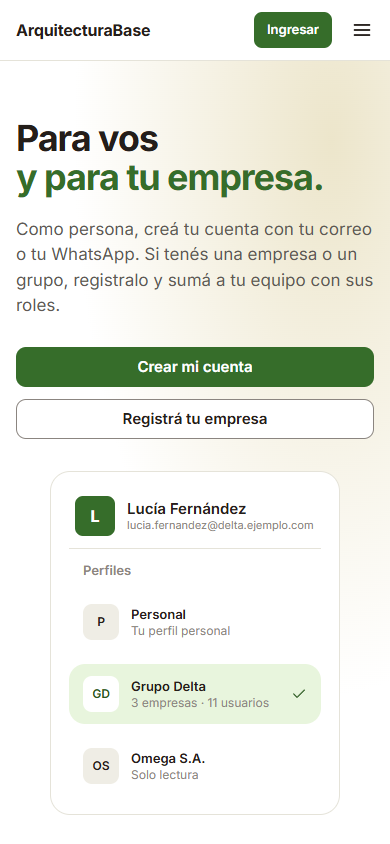 ArquitecturaBase
Ingresar
Para vos
y para tu empresa.
Como persona, creá tu cuenta con tu correo
o tu WhatsApp. Si tenés una empresa o un
grupo, registralo y sumá a tu equipo con sus
roles.
Crear mi cuenta
Registrá tu empresa
L
Lucía Fernández
lucia.fernandez@delta.ejemplo.com
Perfiles
P
Personal
Tu perfil personal
GD
Grupo Delta
3 empresas · 11 usuarios
OS
Omega S.A.
Solo lectura